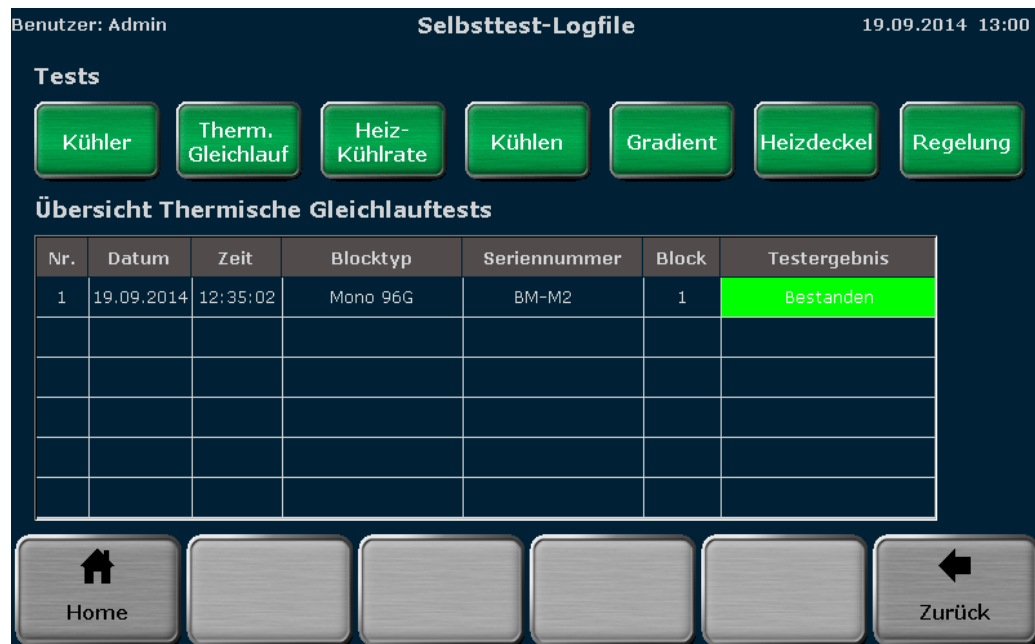 Benutzer: Admin Selbsttest-Logfile 19.09.2014 13:00
Tests
Kühler
Therm.
Gleichlauf
Heiz-
Kühlrate
Kühlen
Gradient
Heizdeckel
Regelung
Übersicht Thermische Gleichlauftests
Nr. Datum Zeit Blocktyp Seriennummer Block Testergebnis
1 19.09.2014 12:35:02 Mono 96G BM-M2 1 Bestanden
Home
Zurück